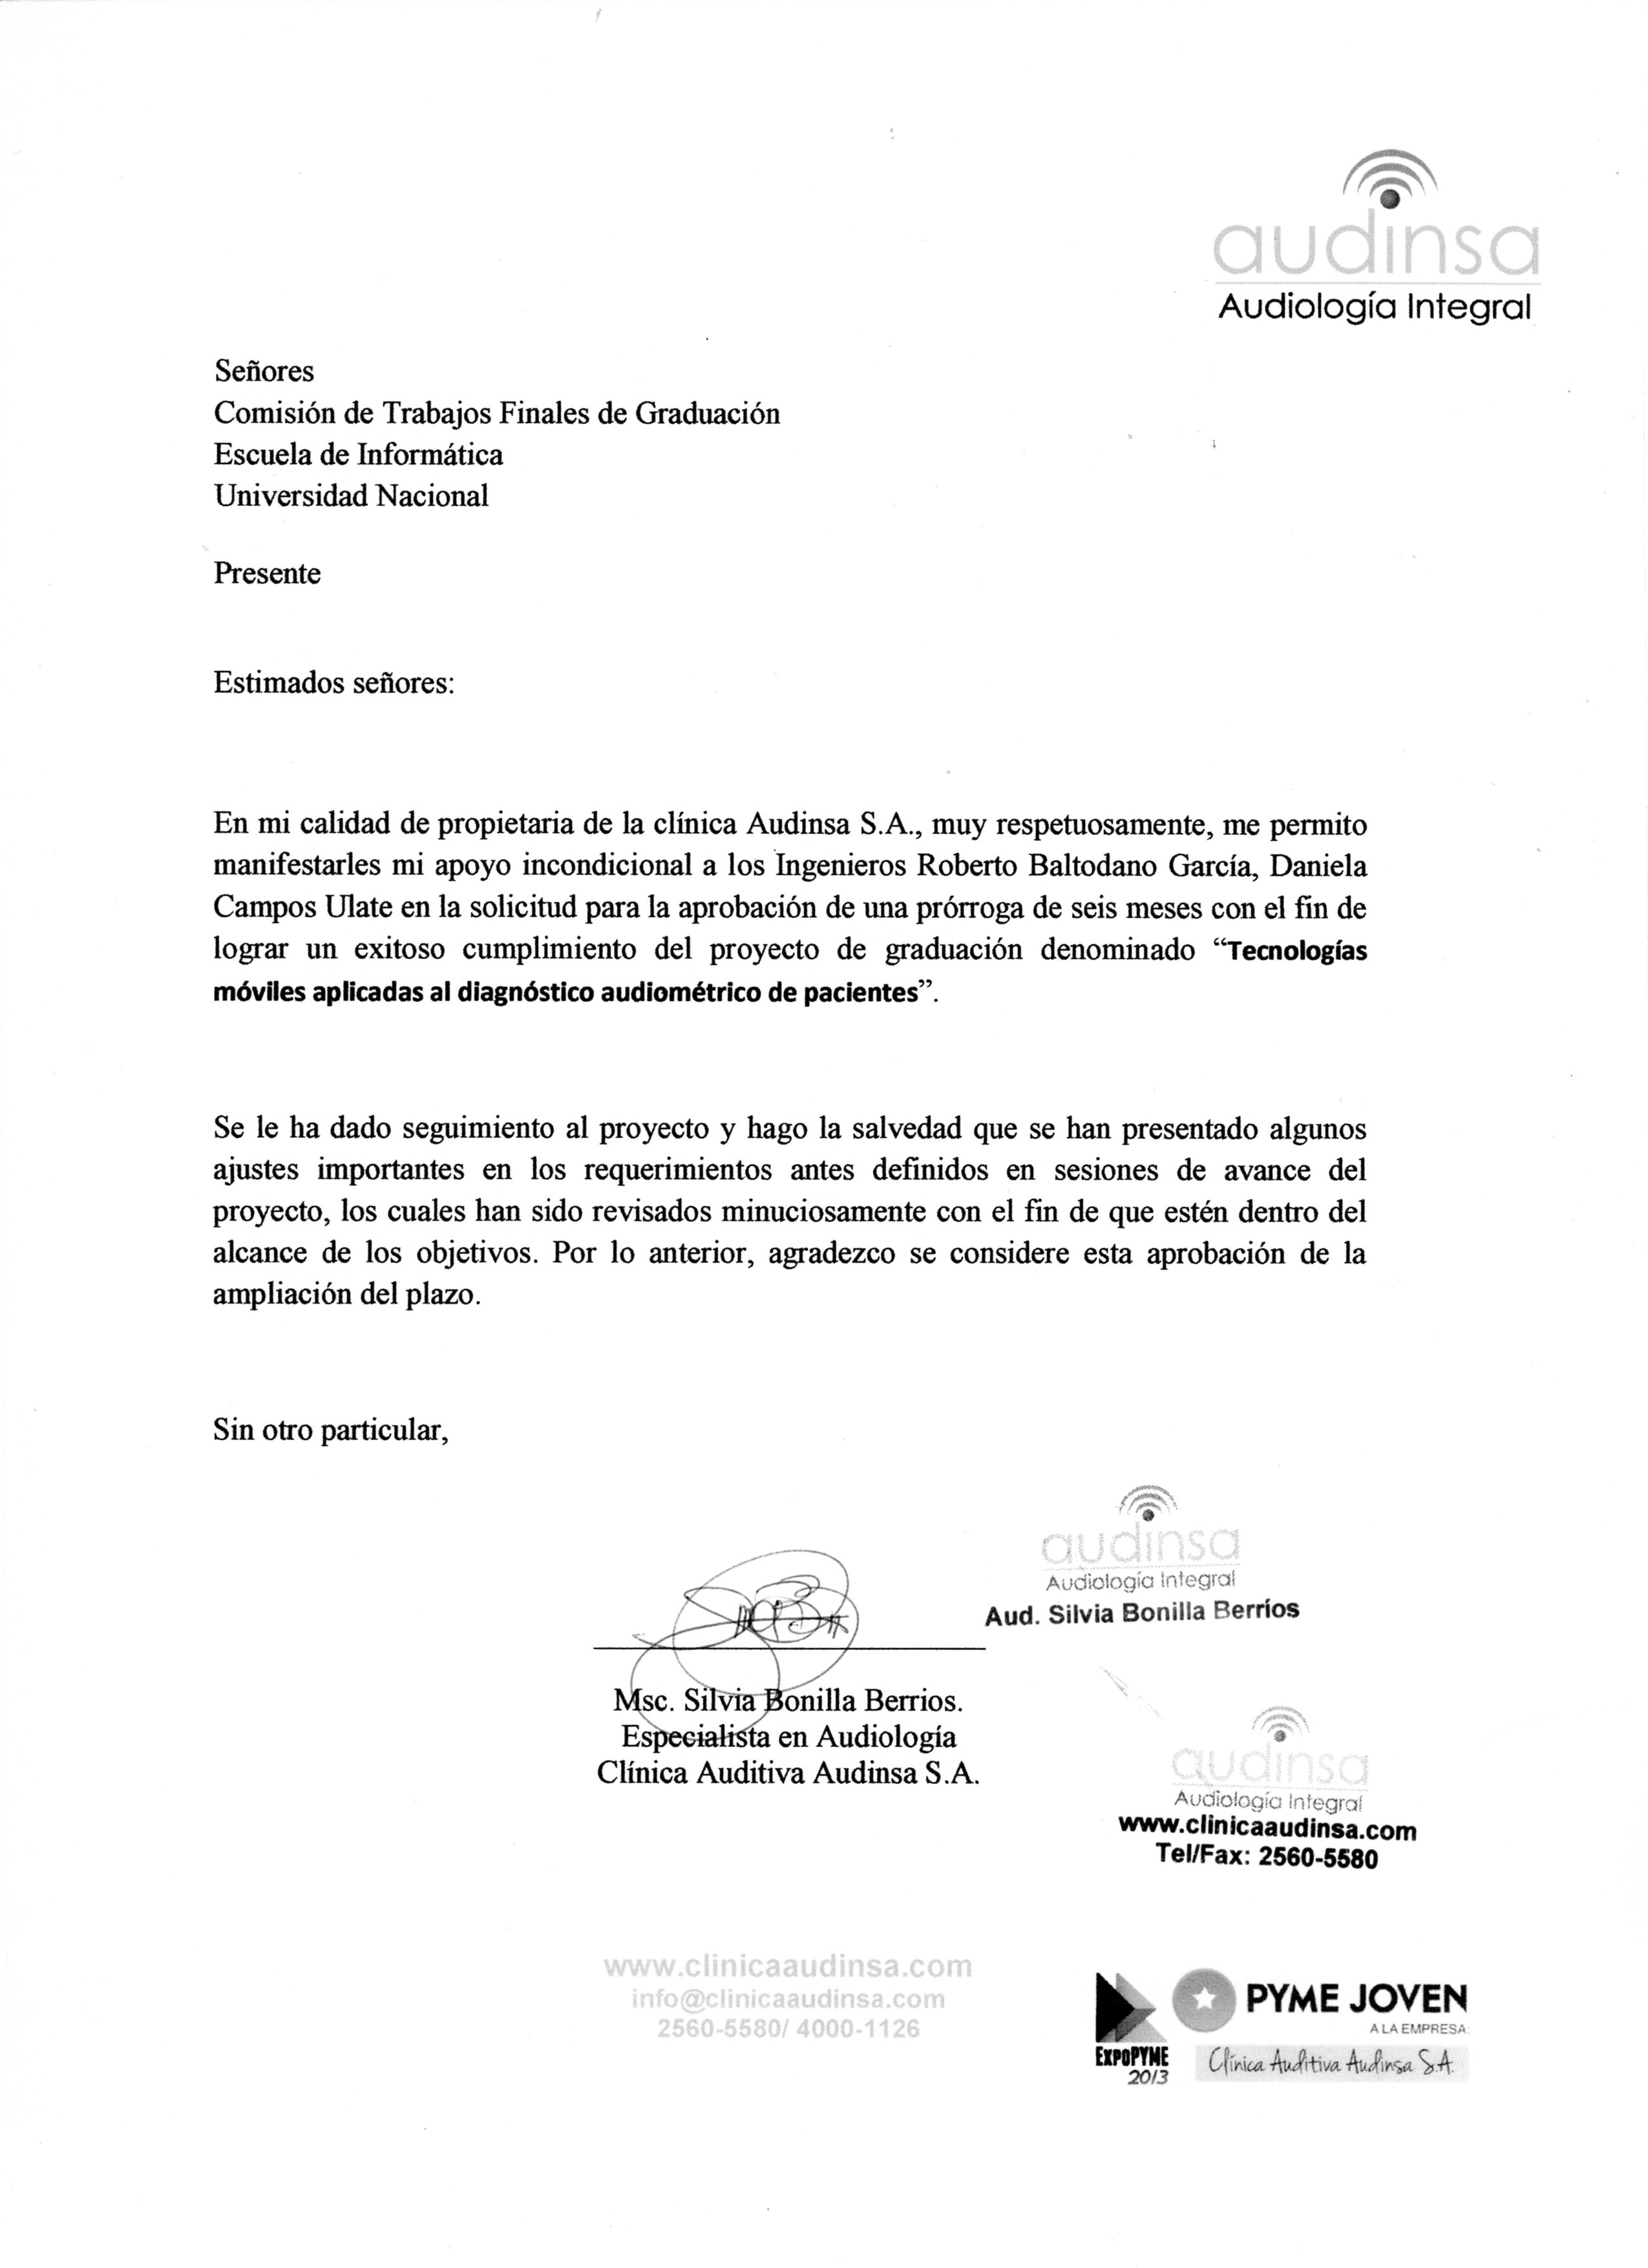 audinsa
Audiología Integral
Señores
Comisión de Trabajos Finales de Graduación
Escuela de Informática
Universidad Nacional
Presente
Estimados señores:
En mi calidad de propietaria de la clínica Audinsa S.A., muy respetuosamente, me permito
manifestarles mi apoyo incondicional a los Ingenieros Roberto Baltodano García, Daniela
Campos Ulate en la solicitud para la aprobación de una prórroga de seis meses con el fin de
lograr un exitoso cumplimiento del proyecto de graduación denominado “Tecnologías
móviles aplicadas al diagnóstico audiométrico de pacientes”.
Se le ha dado seguimiento al proyecto y hago la salvedad que se han presentado algunos
ajustes importantes en los requerimientos antes definidos en sesiones de avance del
proyecto, los cuales han sido revisados minuciosamente con el fin de que estén dentro del
alcance de los objetivos. Por lo anterior, agradezco se considere esta aprobación de la
ampliación del plazo.
Sin otro particular,
audinsa
Audiología Integral
Aud. Silvia Bonilla Berríos
Msc. Silvia Bonilla Berrios.
Especialista en Audiología
Clínica Auditiva Audinsa S.A.
audinsa
Audiología Integral
www.clinicaaudinsa.com
Tel/Fax: 2560-5580
www.clinicaaudinsa.com
info@clinicaaudinsa.com
2560-5580/ 4000-1126
EXPOPYME
2013
PYME JOVEN
A LA EMPRESA:
Clínica Auditiva Audinsa S.A.